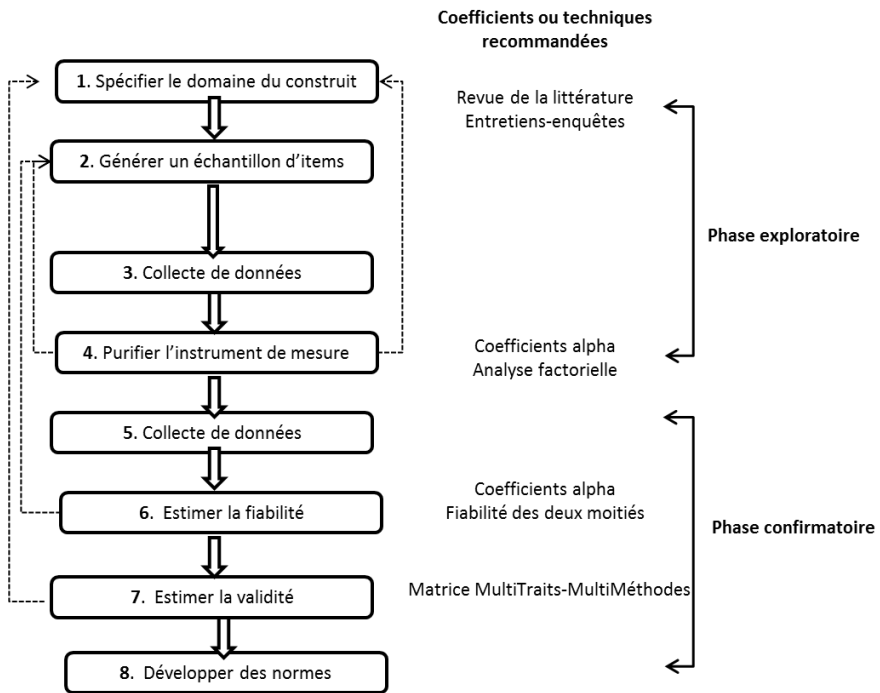 Coefficients ou techniques
recommandées
1. Spécifier le domaine du construit
Revue de la littérature
Entretiens-enquêtes
2. Générer un échantillon d’items
Phase exploratoire
3. Collecte de données
4. Purifier l’instrument de mesure
Coefficients alpha
Analyse factorielle
5. Collecte de données
6. Estimer la fiabilité
Coefficients alpha
Fiabilité des deux moitiés
Phase confirmatoire
7. Estimer la validité
Matrice MultiTraits-MultiMéthodes
8. Développer des normes